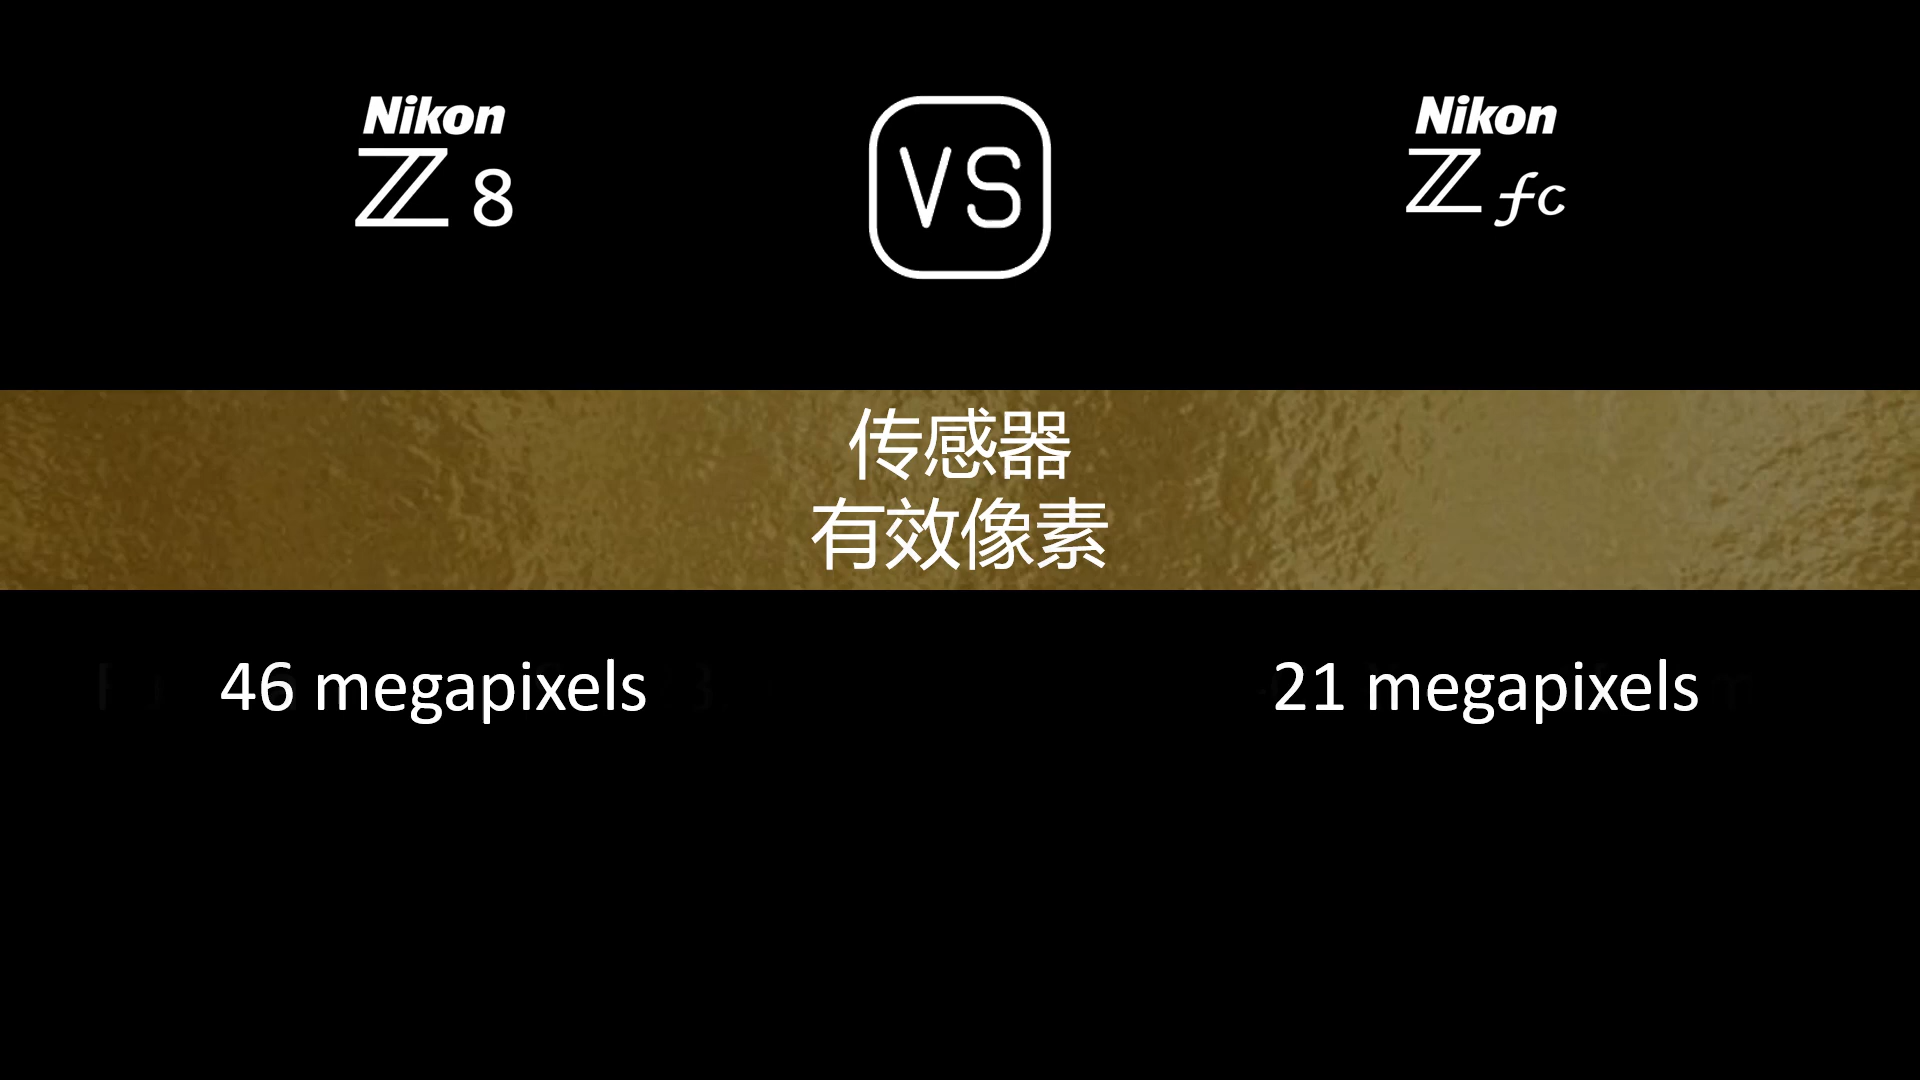 Nikon
Z 8
VS
Nikon
Z fc
传感器
有效像素
46 megapixels
21 megapixels